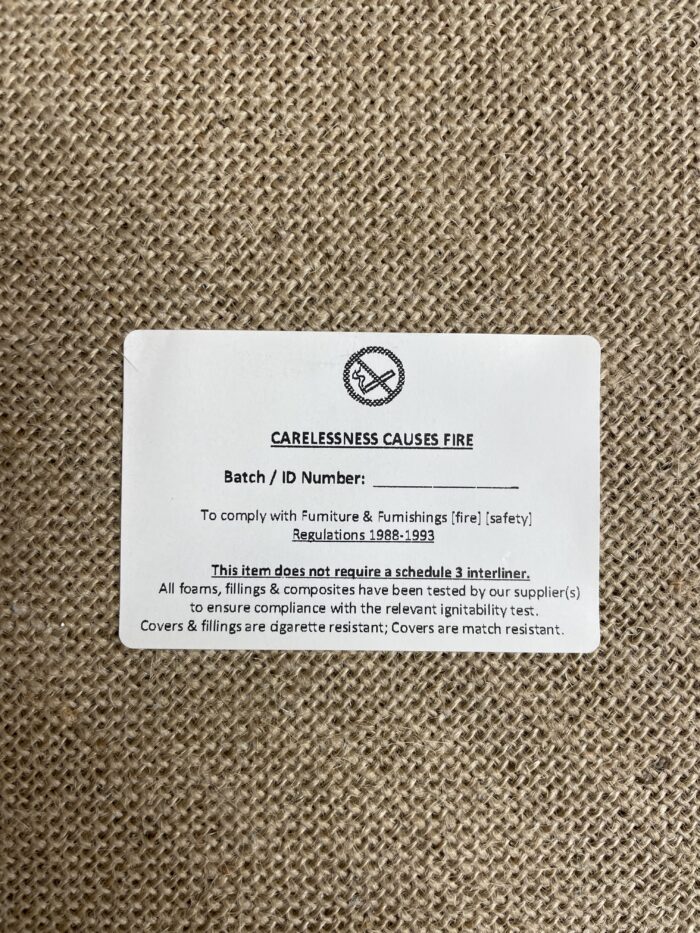 CARELESSNESS CAUSES FIRE
Batch / ID Number: ________________
To comply with Furniture & Furnishings [fire] [safety]
Regulations 1988-1993
This item does not require a schedule 3 interliner.
All foams, fillings & composites have been tested by our supplier(s)
to ensure compliance with the relevant ignitability test.
Covers & fillings are cigarette resistant; Covers are match resistant.